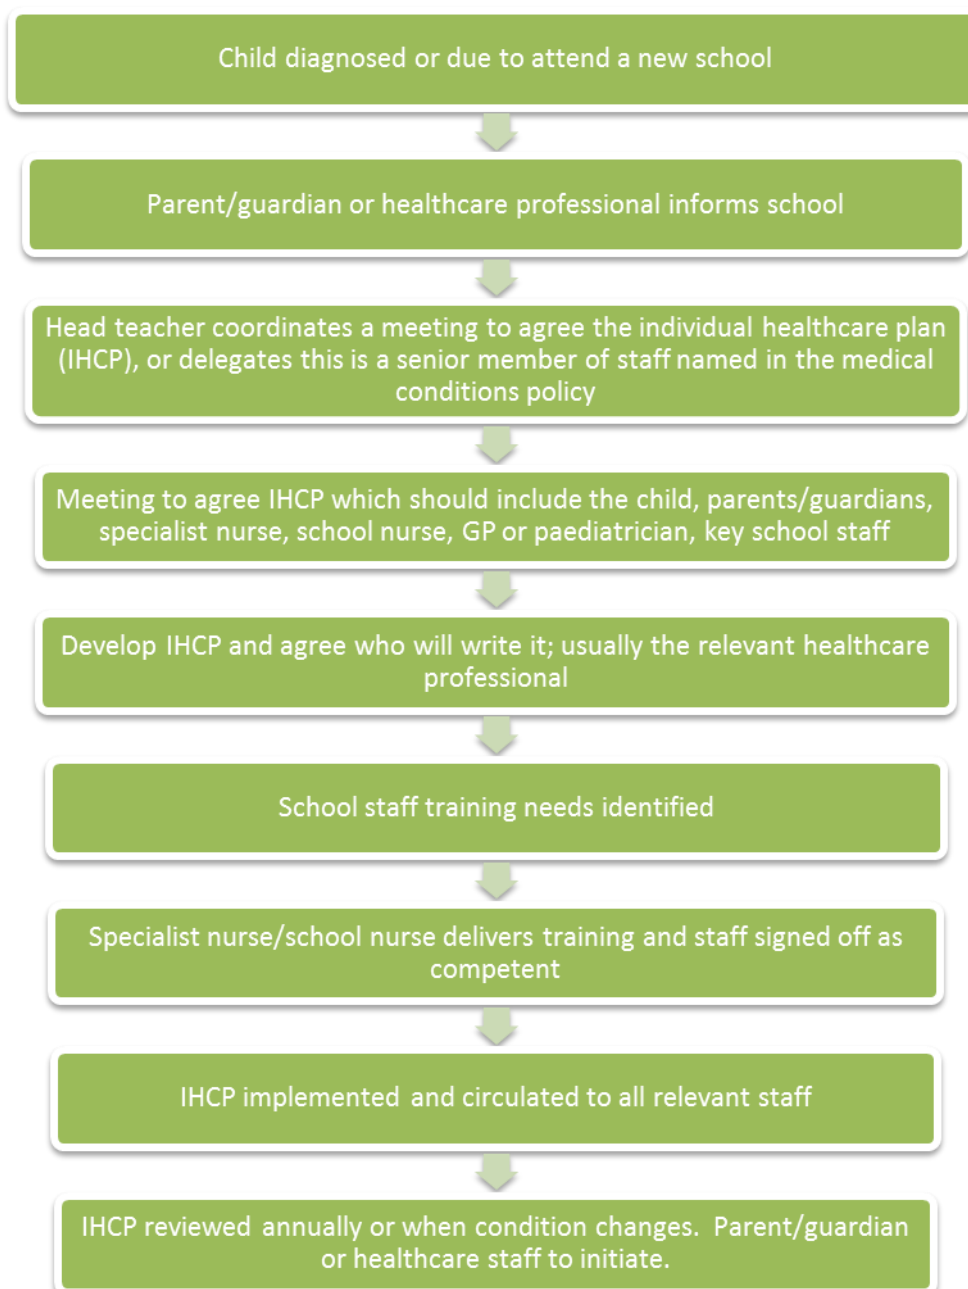 Child diagnosed or due to attend a new school
Parent/guardian or healthcare professional informs school
Head teacher coordinates a meeting to agree the individual healthcare plan
(IHCP), or delegates this is a senior member of staff named in the medical
conditions policy
Meeting to agree IHCP which should include the child, parents/guardians,
specialist nurse, school nurse, GP or paediatrician, key school staff
Develop IHCP and agree who will write it; usually the relevant healthcare
professional
School staff training needs identified
Specialist nurse/school nurse delivers training and staff signed off as
competent
IHCP implemented and circulated to all relevant staff
IHCP reviewed annually or when condition changes.  Parent/guardian
or healthcare staff to initiate.